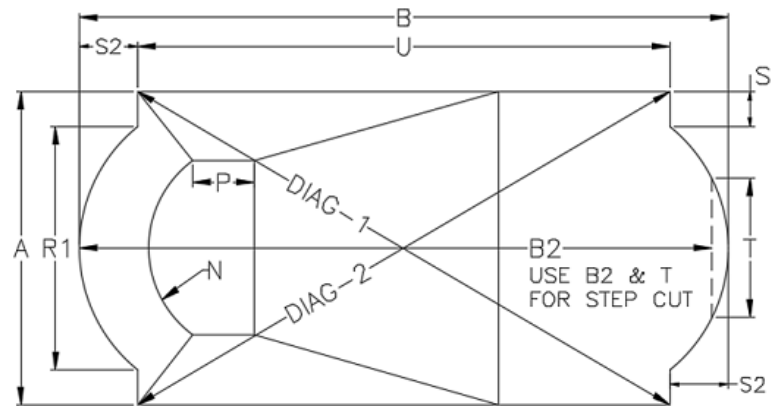 B
S2
U
S
P
DIAG-1
A
R1
B2
T
N
DIAG-2
USE B2 & T
FOR STEP CUT
S2